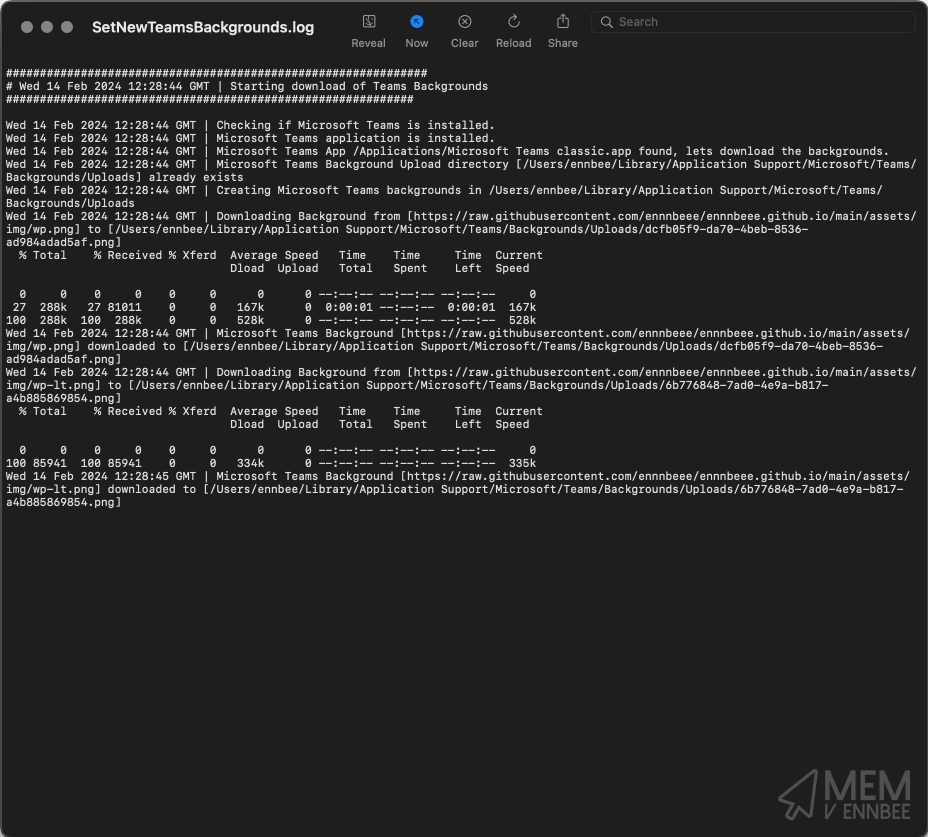 SetNewTeamsBackgrounds.log
Reveal Now Clear Reload Share
Search
##############################################################
# Wed 14 Feb 2024 12:28:44 GMT | Starting download of Teams Backgrounds
############################################################
Wed 14 Feb 2024 12:28:44 GMT | Checking if Microsoft Teams is installed.
Wed 14 Feb 2024 12:28:44 GMT | Microsoft Teams application is installed.
Wed 14 Feb 2024 12:28:44 GMT | Microsoft Teams App /Applications/Microsoft Teams classic.app found, lets download the backgrounds.
Wed 14 Feb 2024 12:28:44 GMT | Microsoft Teams Background Upload directory [/Users/ennbee/Library/Application Support/Microsoft/Teams/
Backgrounds/Uploads] already exists
Wed 14 Feb 2024 12:28:44 GMT | Creating Microsoft Teams backgrounds in /Users/ennbee/Library/Application Support/Microsoft/Teams/
Backgrounds/Uploads
Wed 14 Feb 2024 12:28:44 GMT | Downloading Background from [https://raw.githubusercontent.com/ennnbeee/ennnbeee.github.io/main/assets/
img/wp.png] to [/Users/ennbee/Library/Application Support/Microsoft/Teams/Backgrounds/Uploads/dcfb05f9-da70-4beb-8536-
ad984adad5af.png]
  % Total    % Received % Xferd  Average Speed   Time    Time     Time  Current
                                 Dload  Upload   Total   Spent    Left  Speed
  0     0    0     0    0     0      0      0 --:--:-- --:--:-- --:--:--     0
 27  288k   27 81011    0     0   167k      0  0:00:01 --:--:--  0:00:01  167k
100  288k  100  288k    0     0   528k      0 --:--:-- --:--:-- --:--:--  528k
Wed 14 Feb 2024 12:28:44 GMT | Microsoft Teams Background [https://raw.githubusercontent.com/ennnbeee/ennnbeee.github.io/main/assets/
img/wp.png] downloaded to [/Users/ennbee/Library/Application Support/Microsoft/Teams/Backgrounds/Uploads/dcfb05f9-da70-4beb-8536-
ad984adad5af.png]
Wed 14 Feb 2024 12:28:44 GMT | Downloading Background from [https://raw.githubusercontent.com/ennnbeee/ennnbeee.github.io/main/assets/
img/wp-lt.png] to [/Users/ennbee/Library/Application Support/Microsoft/Teams/Backgrounds/Uploads/6b776848-7ad0-4e9a-b817-
a4b885869854.png]
  % Total    % Received % Xferd  Average Speed   Time    Time     Time  Current
                                 Dload  Upload   Total   Spent    Left  Speed
  0     0    0     0    0     0      0      0 --:--:-- --:--:-- --:--:--     0
100 85941  100 85941    0     0   334k      0 --:--:-- --:--:-- --:--:--  335k
Wed 14 Feb 2024 12:28:45 GMT | Microsoft Teams Background [https://raw.githubusercontent.com/ennnbeee/ennnbeee.github.io/main/assets/
img/wp-lt.png] downloaded to [/Users/ennbee/Library/Application Support/Microsoft/Teams/Backgrounds/Uploads/6b776848-7ad0-4e9a-b817-
a4b885869854.png]
MEM
V ENNBEE